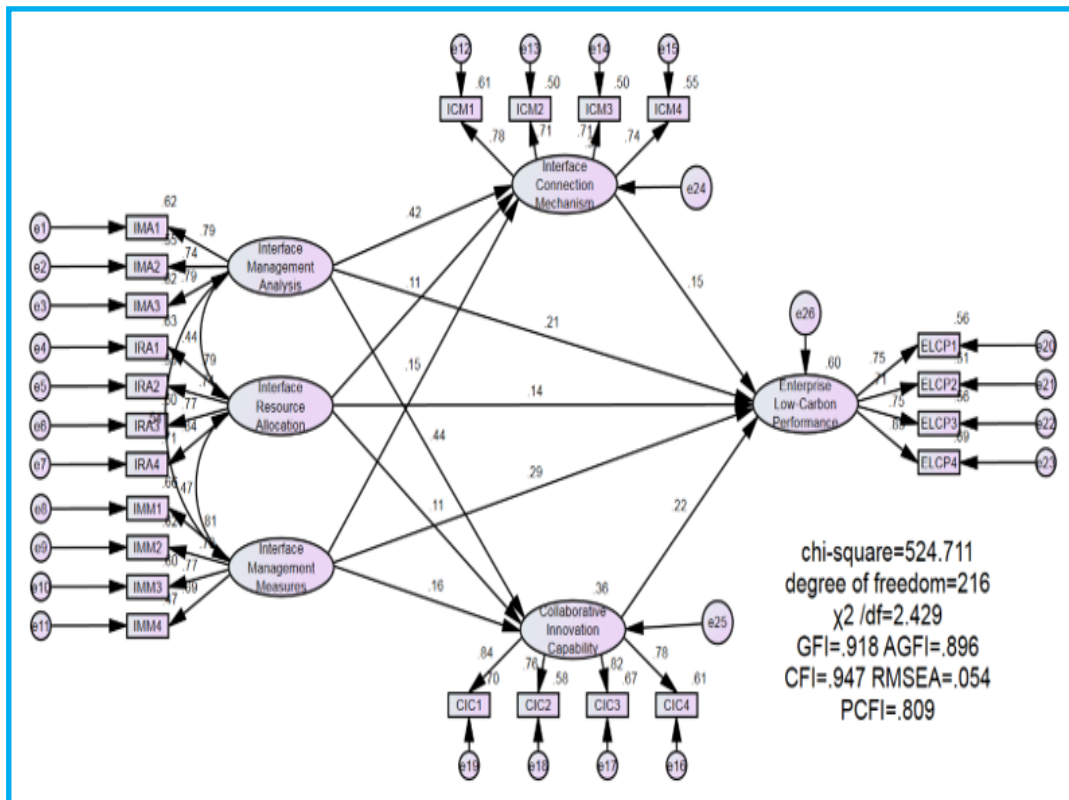 e12
e13
e14
e15
.61
.50
.50
.55
ICM1
ICM2
ICM3
ICM4
.78
.71
.71
.74
Interface
Connection
Mechanism
e24
.62
e1
IMA1
.79
.42
e2
IMA2
.74
Interface
Management
Analysis
e3
IMA3
.79
.11
.15
.63
e4
IRA1
.44
.79
.21
e26
.60
.56
ELCP1
e20
e5
IRA2
.15
.75
.51
.71
ELCP2
e21
Interface
Resource
Allocation
.14
Enterprise
Low-Carbon
Performance
e6
IRA3
.77
.75
ELCP3
e22
.84
e7
IRA4
.71
.44
.69
ELCP4
e23
.47
.29
e8
IMM1
.11
.22
.81
e9
IMM2
Interface
Management
Measures
e10
IMM3
.77
.16
.36
e11
IMM4
.47
Collaborative
Innovation
Capability
e25
.84
.76
.82
.78
.70
.58
.67
.61
CIC1
CIC2
CIC3
CIC4
e19
e18
e17
e16
chi-square=524.711
degree of freedom=216
χ2 /df=2.429
GFI=.918 AGFI=.896
CFI=.947 RMSEA=.054
PCFI=.809